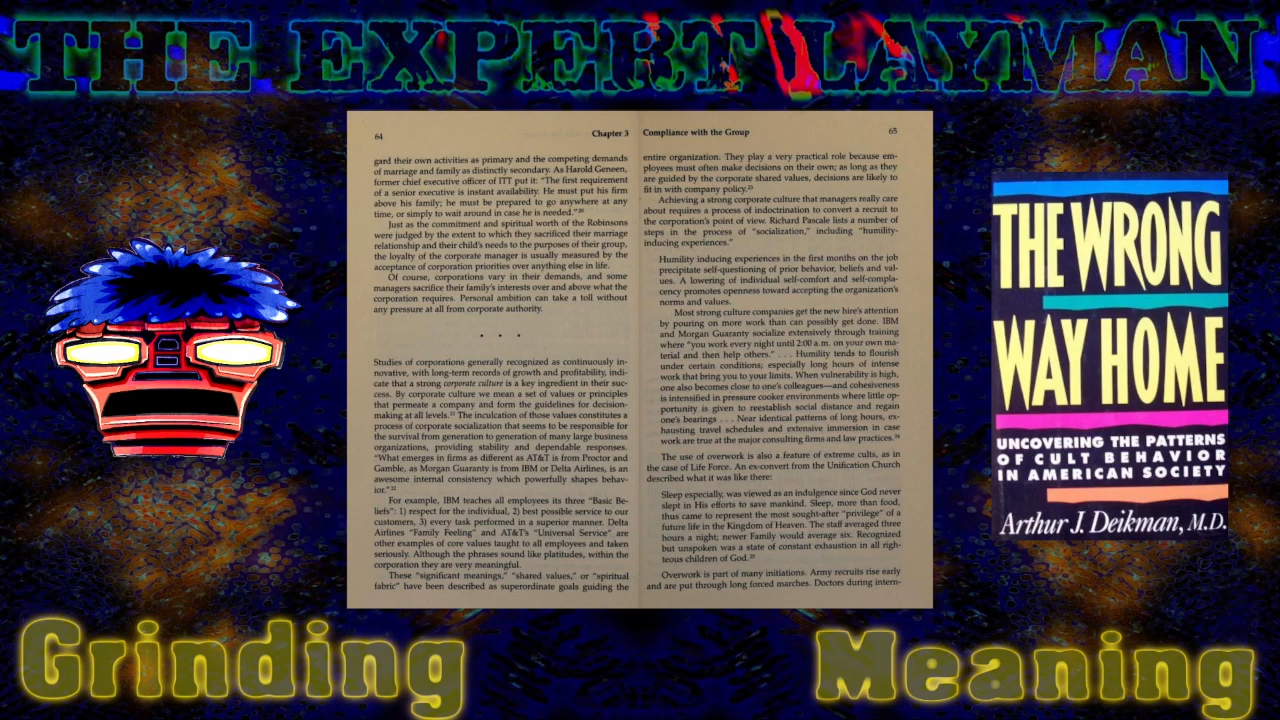 THE EXPERT LAYMAN
64
Chapter 3
gard their own activities as primary and the competing demands
of marriage and family as distinctly secondary. As Harold Geneen,
former chief executive officer of ITT put it: “The first requirement
of a senior executive is instant availability. He must put his firm
above his family; he must be prepared to go anywhere at any
time, or simply to wait around in case he is needed.”²⁰
Just as the commitment and spiritual worth of the Robinsons
were judged by the extent to which they sacrificed their marriage
relationship and their child's needs to the purposes of their group,
the loyalty of the corporate manager is usually measured by the
acceptance of corporation priorities over anything else in life.
Of course, corporations vary in their demands, and some
managers sacrifice their family's interests over and above what the
corporation requires. Personal ambition can take a toll without
any pressure at all from corporate authority.
• • •
Studies of corporations generally recognized as continuously in-
novative, with long-term records of growth and profitability, indi-
cate that a strong corporate culture is a key ingredient in their suc-
cess. By corporate culture we mean a set of values or principles
that permeate a company and form the guidelines for decision-
making at all levels.²¹ The inculcation of those values constitutes a
process of corporate socialization that seems to be responsible for
the survival from generation to generation of many large business
organizations, providing stability and dependable responses.
“What emerges in firms as different as AT&T is from Proctor and
Gamble, as Morgan Guaranty is from IBM or Delta Airlines, is an
awesome internal consistency which powerfully shapes behav-
ior.”²²
For example, IBM teaches all employees its three “Basic Be-
liefs”: 1) respect for the individual, 2) best possible service to our
customers, 3) every task performed in a superior manner. Delta
Airlines “Family Feeling” and AT&T's “Universal Service” are
other examples of core values taught to all employees and taken
seriously. Although the phrases sound like platitudes, within the
corporation they are very meaningful.
These “significant meanings,” “shared values,” or “spiritual
fabric” have been described as superordinate goals guiding the
Compliance with the Group
65
entire organization. They play a very practical role because em-
ployees must often make decisions on their own; as long as they
are guided by the corporate shared values, decisions are likely to
fit in with company policy.²³
Achieving a strong corporate culture that managers really care
about requires a process of indoctrination to convert a recruit to
the corporation's point of view. Richard Pascale lists a number of
steps in the process of “socialization,” including “humility-
inducing experiences.”
Humility inducing experiences in the first months on the job
precipitate self-questioning of prior behavior, beliefs and val-
ues. A lowering of individual self-comfort and self-compla-
cency promotes openness toward accepting the organization's
norms and values.
Most strong culture companies get the new hire's attention
by pouring on more work than can possibly get done. IBM
and Morgan Guaranty socialize extensively through training
where “you work every night until 2:00 a.m. on your own ma-
terial and then help others.” . . . Humility tends to flourish
under certain conditions; especially long hours of intense
work that bring you to your limits. When vulnerability is high,
one also becomes close to one's colleagues—and cohesiveness
is intensified in pressure cooker environments where little op-
portunity is given to reestablish social distance and regain
one's bearings . . . Near identical patterns of long hours, ex-
hausting travel schedules and extensive immersion in case
work are true at the major consulting firms and law practices.²⁴
The use of overwork is also a feature of extreme cults, as in
the case of Life Force. An ex-convert from the Unification Church
described what it was like there:
Sleep especially, was viewed as an indulgence since God never
slept in His efforts to save mankind. Sleep, more than food,
thus came to represent the most sought-after “privilege” of a
future life in the Kingdom of Heaven. The staff averaged three
hours a night; newer Family would average six. Recognized
but unspoken was a state of constant exhaustion in all righ-
teous children of God.²⁵
Overwork is part of many initiations. Army recruits rise early
and are put through long forced marches. Doctors during intern-
THE WRONG
WAY HOME
UNCOVERING THE PATTERNS
OF CULT BEHAVIOR
IN AMERICAN SOCIETY
Arthur J. Deikman, M.D.
Grinding
Meaning